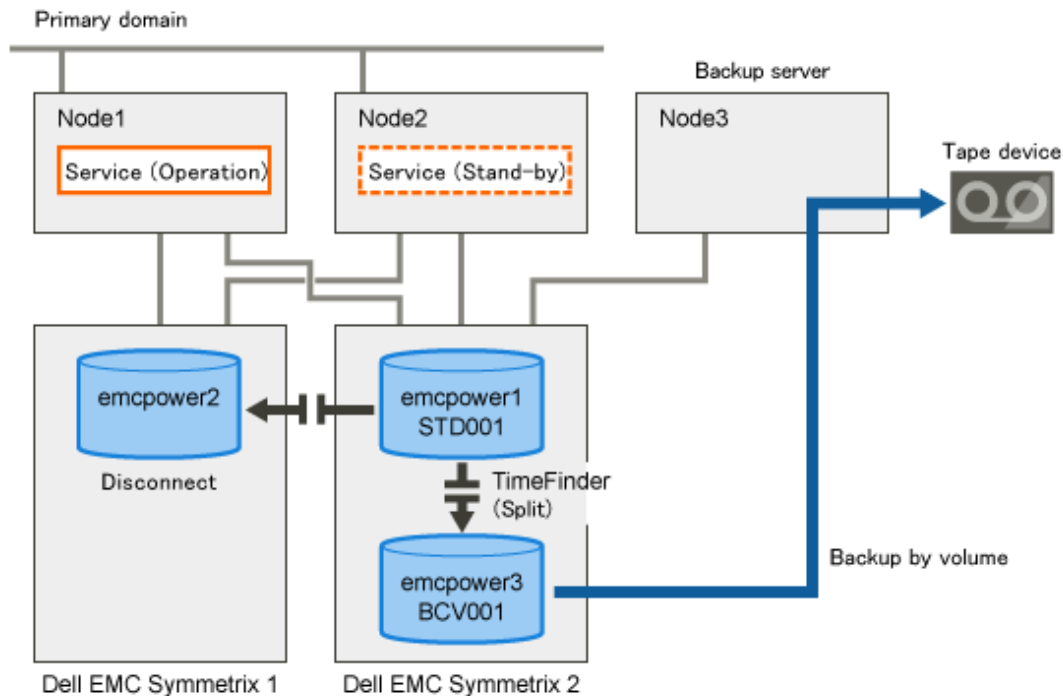 Primary domain
Backup server
Node1
Node2
Node3
Service (Operation)
Service (Stand-by)
Tape device
emcpower2
emcpower1
STD001
Disconnect
TimeFinder
(Split)
emcpower3
BCV001
Backup by volume
Dell EMC Symmetrix 1
Dell EMC Symmetrix 2